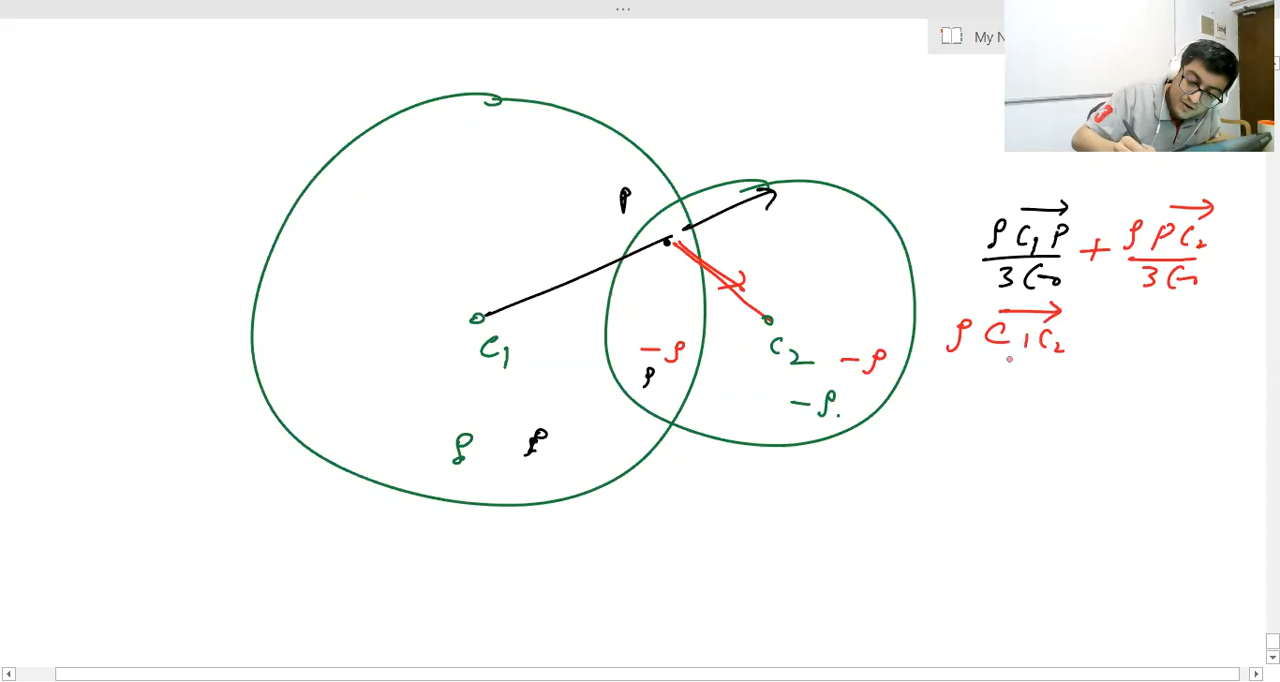 ...
My N
P
ρ C₁P / 3ε₀ + ρ PC₂ / 3ε₀
ρ C₁C₂
C₁
C₂
-ρ
-ρ
ρ
-ρ.
ρ ρ